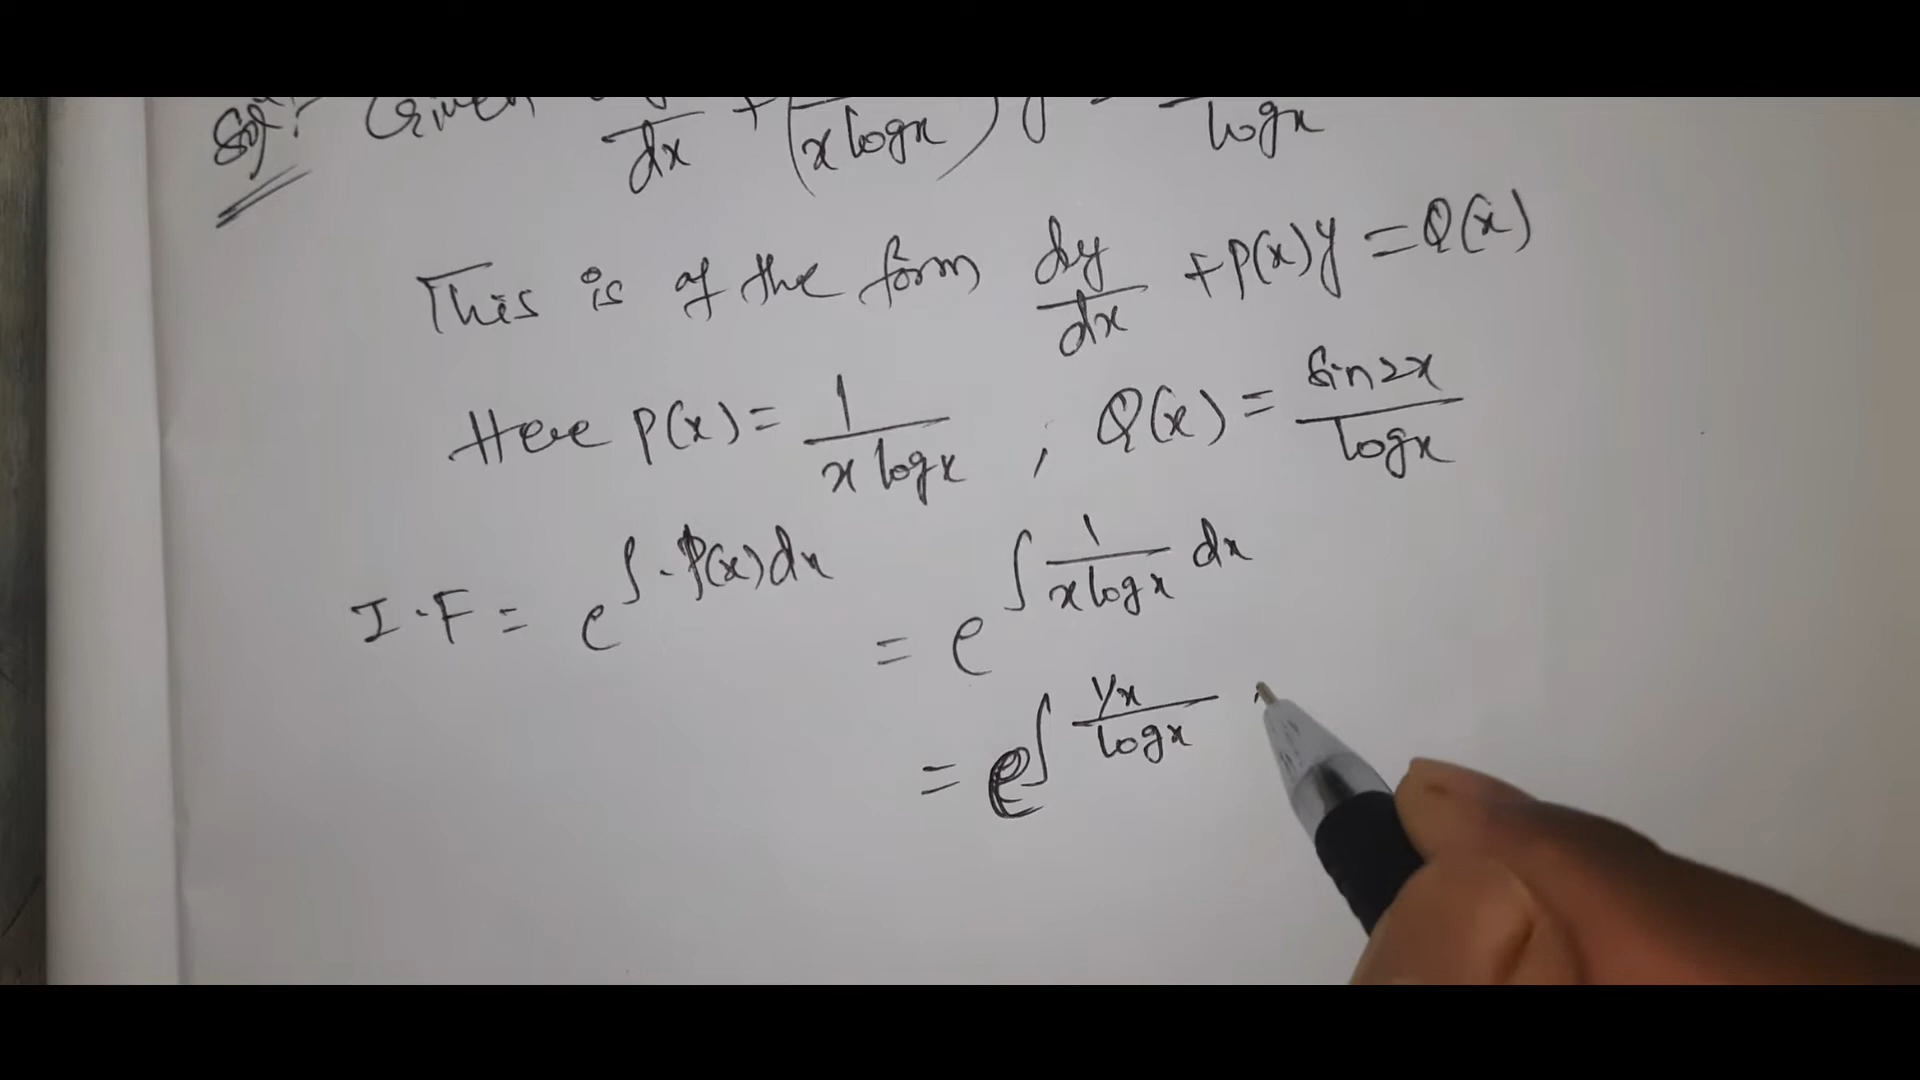 Sol: Given dx + ( x logx ) y = logx
This is of the form dy/dx + P(x)y = Q(x)
Here P(x) = 1/(x logx) , Q(x) = sin2x/logx
I.F = e^∫P(x)dx = e^∫ 1/(x logx) dx
= e^∫ (1/x)/logx